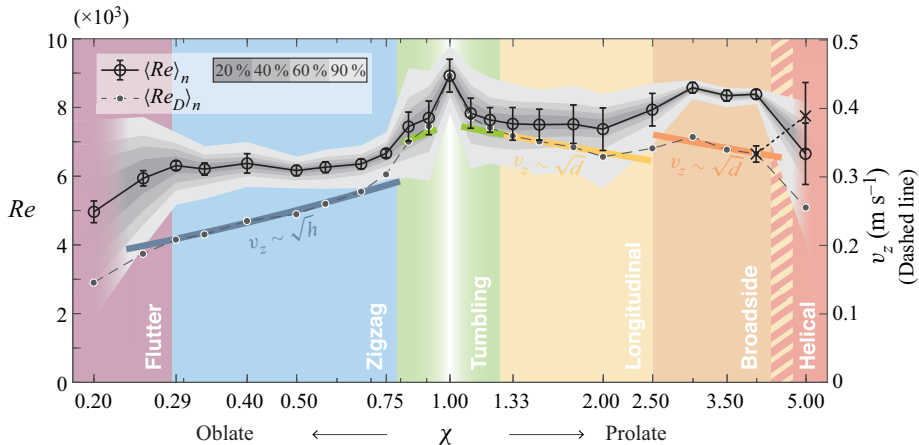 (×10³)
10
8
6
4
2
0
Re
⟨Re⟩ₙ
20 % 40 % 60 % 90 %
⟨Re_D⟩ₙ
v_z ~ √h
v_z ~ √d
v_z ~ √d
Flutter
Zigzag
Tumbling
Longitudinal
Broadside
Helical
0.5
0.4
0.3
0.2
0.1
0
v_z (m s⁻¹)
(Dashed line)
0.20 0.29 0.40 0.50 0.75 1.00 1.33 2.00 2.50 3.50 5.00
Oblate ← χ → Prolate